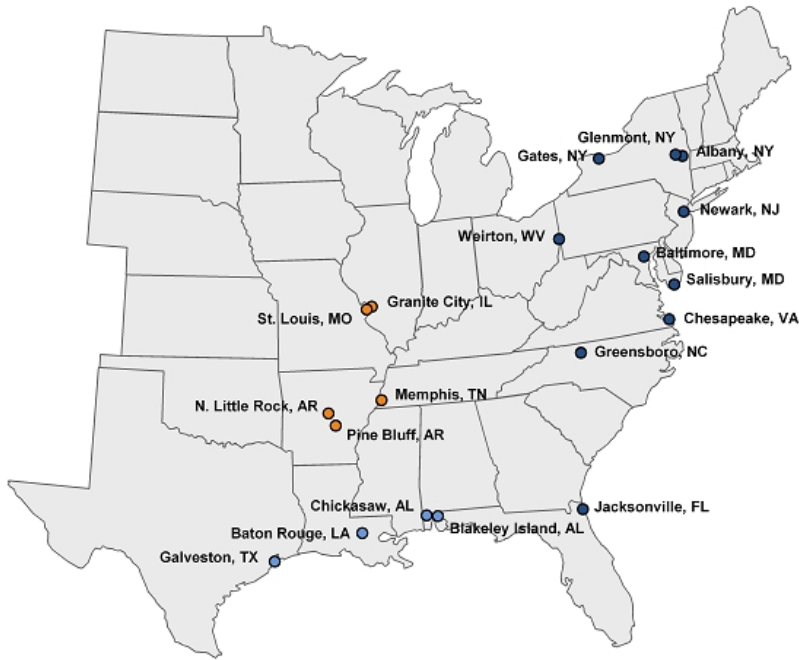 Glenmont, NY
Gates, NY
Albany, NY
Newark, NJ
Weirton, WV
Baltimore, MD
Salisbury, MD
Granite City, IL
St. Louis, MO
Chesapeake, VA
Greensboro, NC
Memphis, TN
N. Little Rock, AR
Pine Bluff, AR
Chickasaw, AL
Jacksonville, FL
Blakeley Island, AL
Baton Rouge, LA
Galveston, TX